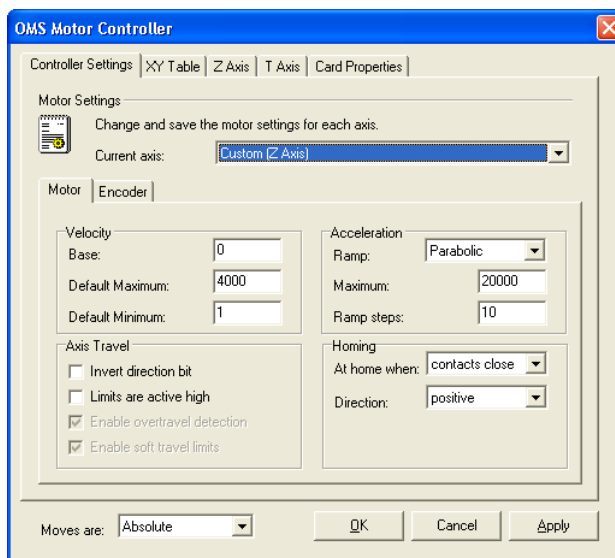 OMS Motor Controller
Controller Settings XY Table Z Axis T Axis Card Properties
Motor Settings
Change and save the motor settings for each axis.
Current axis: Custom (Z Axis)
Motor Encoder
Velocity
Base: 0
Default Maximum: 4000
Default Minimum: 1
Acceleration
Ramp: Parabolic
Maximum: 20000
Ramp steps: 10
Axis Travel
Invert direction bit
Limits are active high
Enable overtravel detection
Enable soft travel limits
Homing
At home when: contacts close
Direction: positive
Moves are: Absolute OK Cancel Apply